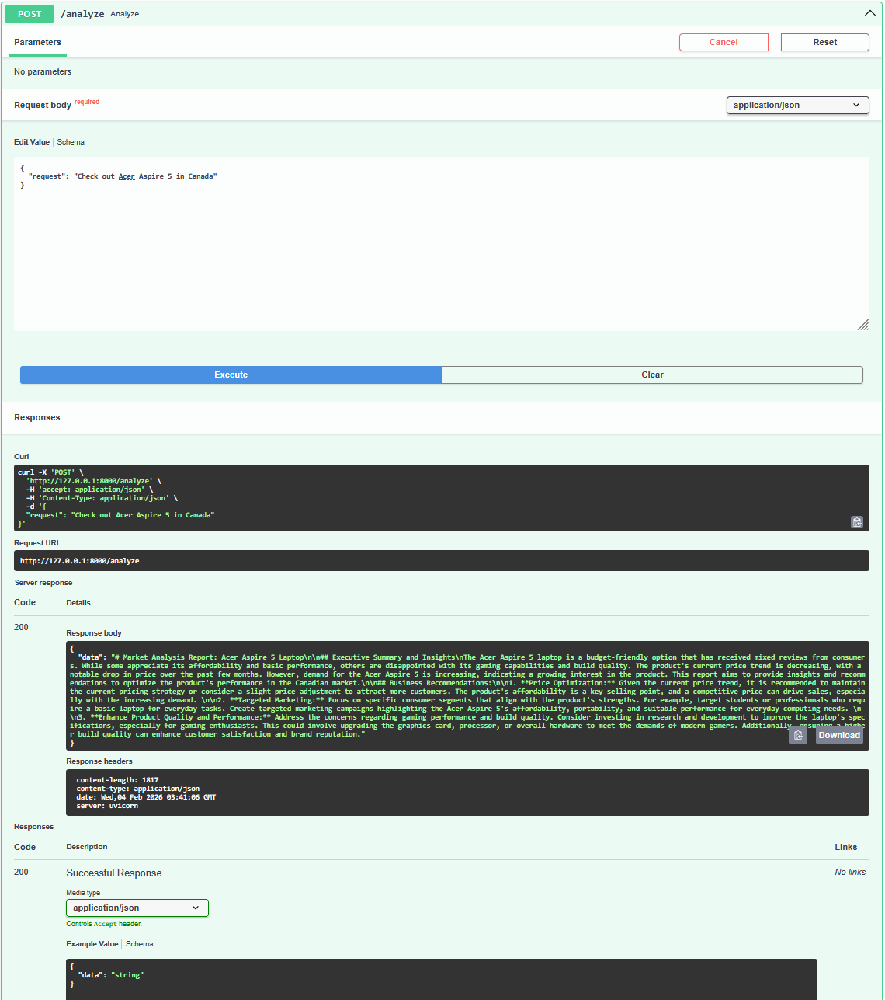 POST /analyze Analyze
Parameters
Cancel
Reset
No parameters
Request body required
application/json
Edit Value | Schema
{
"request": "Check out Acer Aspire 5 in Canada"
}
Execute
Clear
Responses
Curl
curl -X 'POST' \
'http://127.0.0.1:8000/analyze' \
-H 'accept: application/json' \
-H 'Content-Type: application/json' \
-d '{
"request": "Check out Acer Aspire 5 in Canada"
}'
Request URL
http://127.0.0.1:8000/analyze
Server response
Code Details
200
Response body
{
"data": "# Market Analysis Report: Acer Aspire 5 Laptop\n\n## Executive Summary and Insights\nThe Acer Aspire 5 laptop is a budget-friendly option that has received mixed reviews from consumer
s. While some appreciate its affordability and basic performance, others are disappointed with its gaming capabilities and build quality. The product's current price trend is decreasing, with a
notable drop in price over the past few months. However, demand for the Acer Aspire 5 is increasing, indicating a growing interest in the product. This report aims to provide insights and recomm
endations to optimize the product's performance in the Canadian market.\n\n## Business Recommendations:\n\n1. **Price Optimization:** Given the current price trend, it is recommended to maintain
the current pricing strategy or consider a slight price adjustment to attract more customers. The product's affordability is a key selling point, and a competitive price can drive sales, especia
lly with the increasing demand. \n\n2. **Targeted Marketing:** Focus on specific consumer segments that align with the product's strengths. For example, target students or professionals who requ
ire a basic laptop for everyday tasks. Create targeted marketing campaigns highlighting the Acer Aspire 5's affordability, portability, and suitable performance for everyday computing needs. \n
\n3. **Enhance Product Quality and Performance:** Address the concerns regarding gaming performance and build quality. Consider investing in research and development to improve the laptop's spec
ifications, especially for gaming enthusiasts. This could involve upgrading the graphics card, processor, or overall hardware to meet the demands of modern gamers. Additionally, ensuring a highe
r build quality can enhance customer satisfaction and brand reputation."
}
Download
Response headers
content-length: 1817
content-type: application/json
date: Wed,04 Feb 2026 03:41:06 GMT
server: uvicorn
Responses
Code Description Links
200
Successful Response
No links
Media type
application/json
Controls Accept header.
Example Value | Schema
{
"data": "string"
}